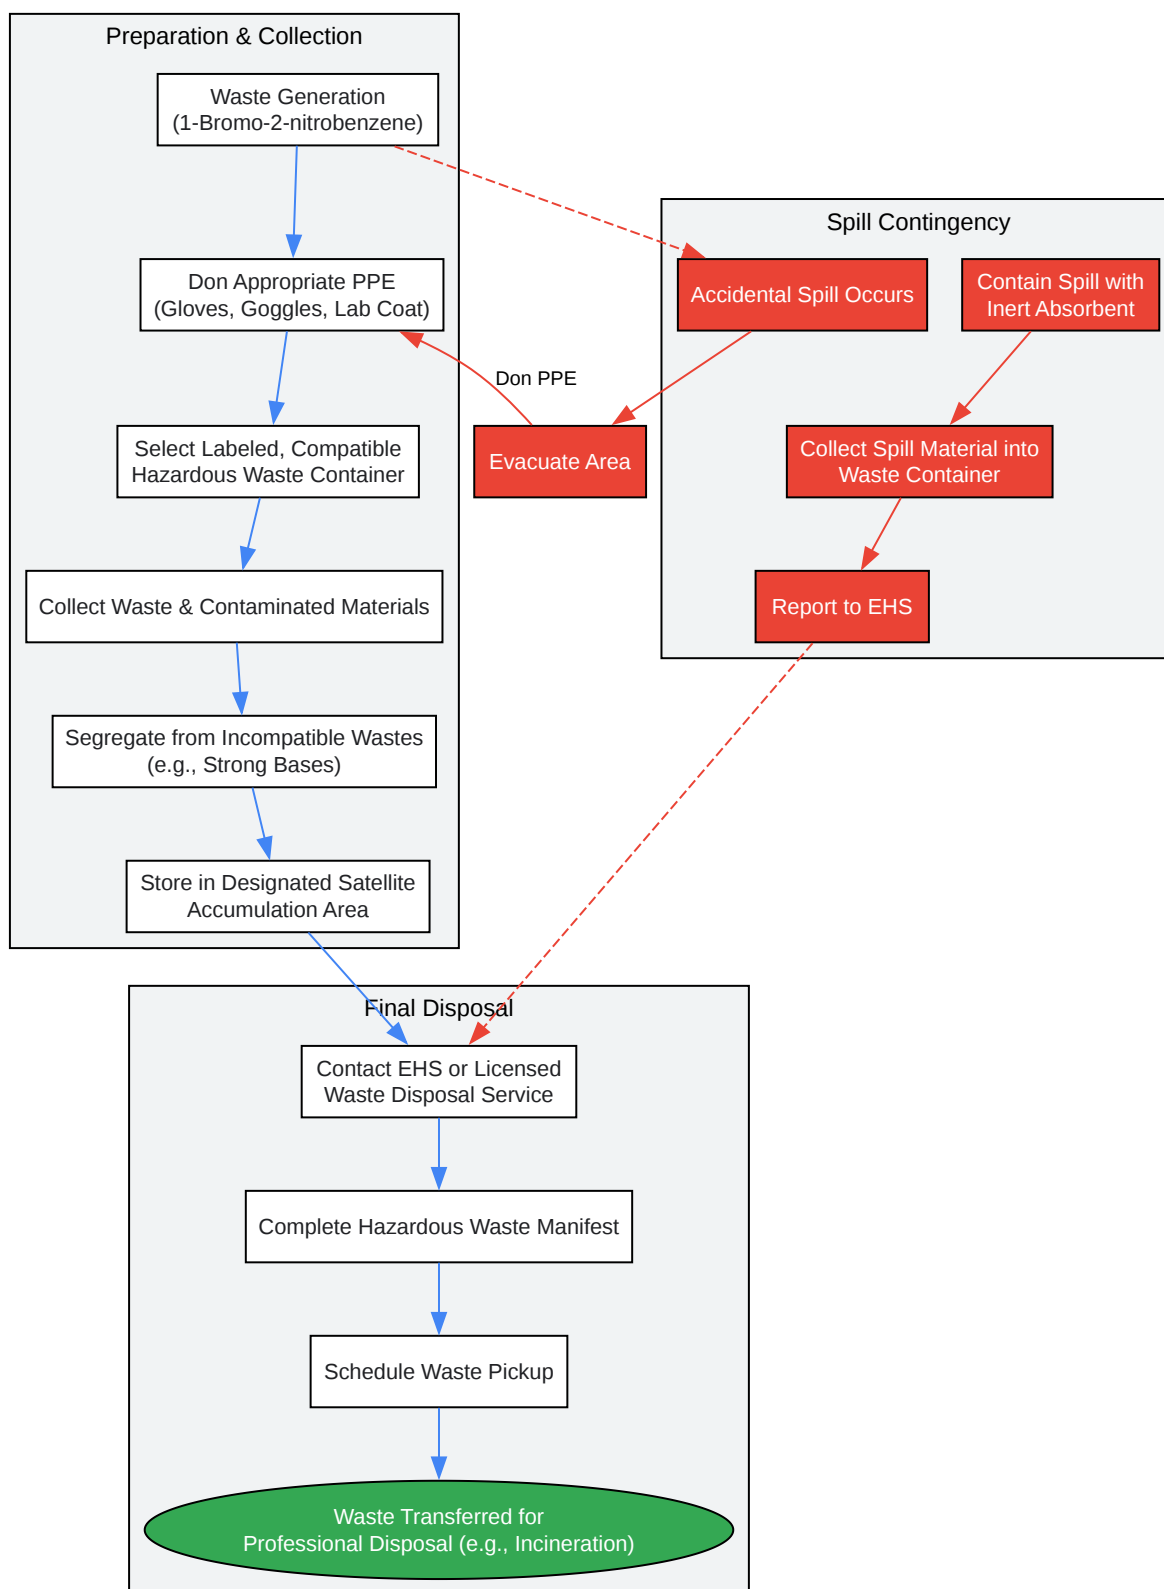 Preparation & Collection
Waste Generation
(1-Bromo-2-nitrobenzene)
Don Appropriate PPE
(Gloves, Goggles, Lab Coat)
Select Labeled, Compatible
Hazardous Waste Container
Collect Waste & Contaminated Materials
Segregate from Incompatible Wastes
(e.g., Strong Bases)
Store in Designated Satellite
Accumulation Area
Spill Contingency
Accidental Spill Occurs
Contain Spill with
Inert Absorbent
Don PPE
Evacuate Area
Collect Spill Material into
Waste Container
Report to EHS
Final Disposal
Contact EHS or Licensed
Waste Disposal Service
Complete Hazardous Waste Manifest
Schedule Waste Pickup
Waste Transferred for
Professional Disposal (e.g., Incineration)